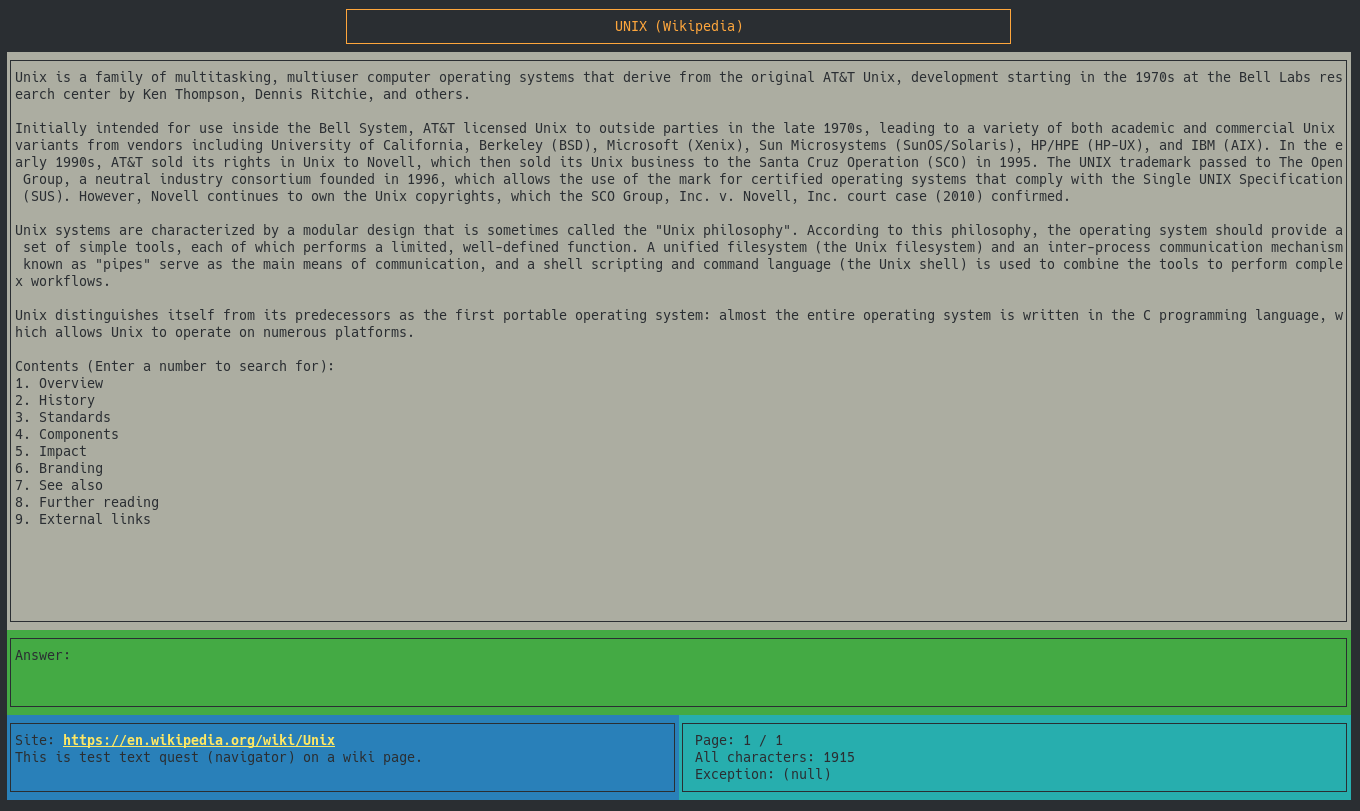 UNIX (Wikipedia)
Unix is a family of multitasking, multiuser computer operating systems that derive from the original AT&T Unix, development starting in the 1970s at the Bell Labs res
earch center by Ken Thompson, Dennis Ritchie, and others.
Initially intended for use inside the Bell System, AT&T licensed Unix to outside parties in the late 1970s, leading to a variety of both academic and commercial Unix
variants from vendors including University of California, Berkeley (BSD), Microsoft (Xenix), Sun Microsystems (SunOS/Solaris), HP/HPE (HP-UX), and IBM (AIX). In the e
arly 1990s, AT&T sold its rights in Unix to Novell, which then sold its Unix business to the Santa Cruz Operation (SCO) in 1995. The UNIX trademark passed to The Open
Group, a neutral industry consortium founded in 1996, which allows the use of the mark for certified operating systems that comply with the Single UNIX Specification
(SUS). However, Novell continues to own the Unix copyrights, which the SCO Group, Inc. v. Novell, Inc. court case (2010) confirmed.
Unix systems are characterized by a modular design that is sometimes called the "Unix philosophy". According to this philosophy, the operating system should provide a
set of simple tools, each of which performs a limited, well-defined function. A unified filesystem (the Unix filesystem) and an inter-process communication mechanism
known as "pipes" serve as the main means of communication, and a shell scripting and command language (the Unix shell) is used to combine the tools to perform comple
x workflows.
Unix distinguishes itself from its predecessors as the first portable operating system: almost the entire operating system is written in the C programming language, w
hich allows Unix to operate on numerous platforms.
Contents (Enter a number to search for):
1. Overview
2. History
3. Standards
4. Components
5. Impact
6. Branding
7. See also
8. Further reading
9. External links
Answer:
Site: https://en.wikipedia.org/wiki/Unix
This is test text quest (navigator) on a wiki page.
Page: 1 / 1
All characters: 1915
Exception: (null)